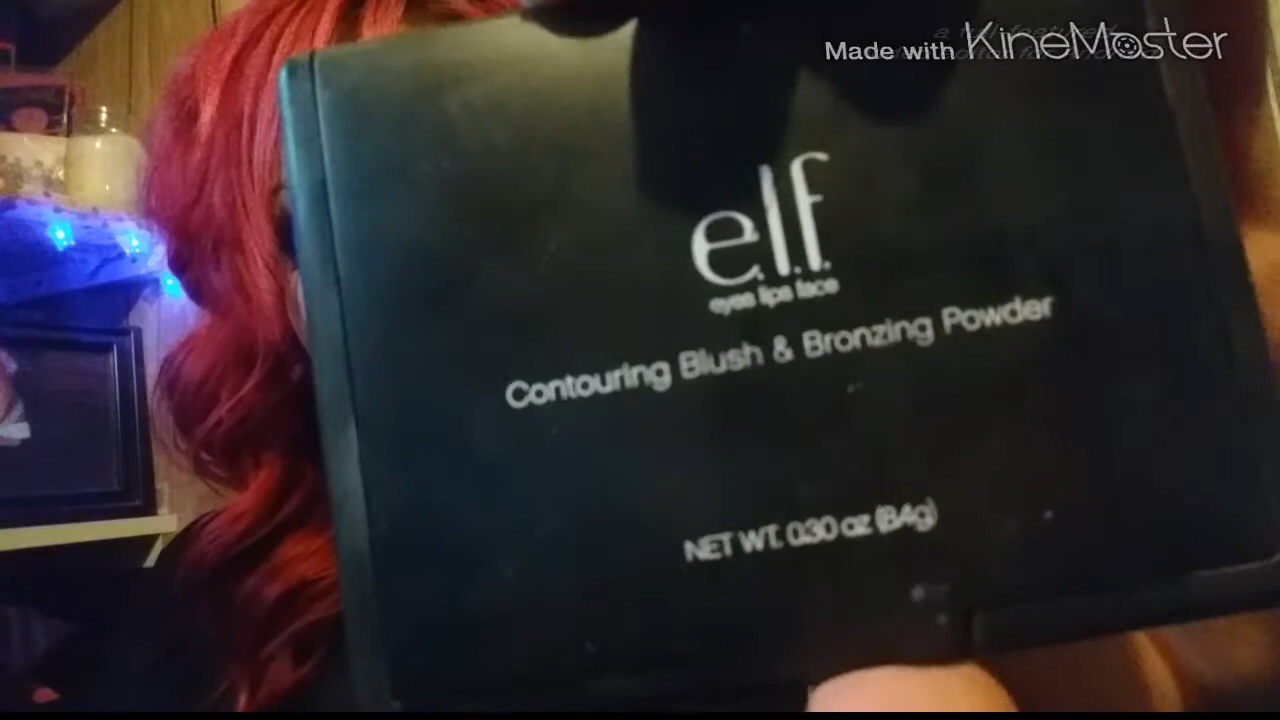 Made with KineMaster
e.l.f.
eyes lips face
Contouring Blush & Bronzing Powder
NET WT. 0.30 oz (8.4g)